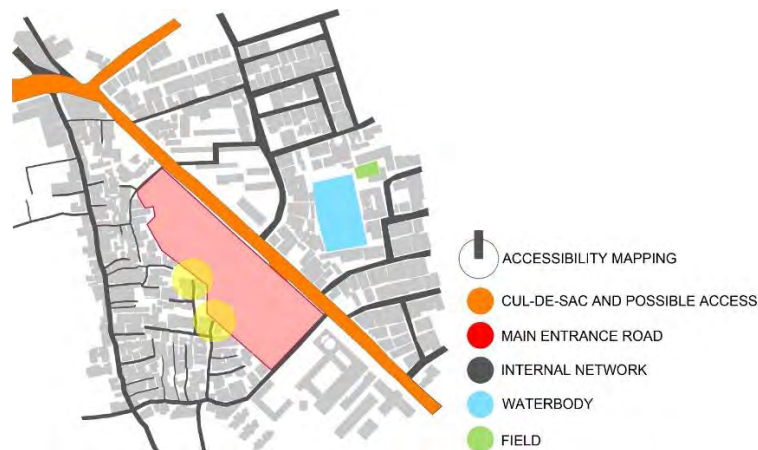 ACCESSIBILITY MAPPING
CUL-DE-SAC AND POSSIBLE ACCESS
MAIN ENTRANCE ROAD
INTERNAL NETWORK
WATERBODY
FIELD